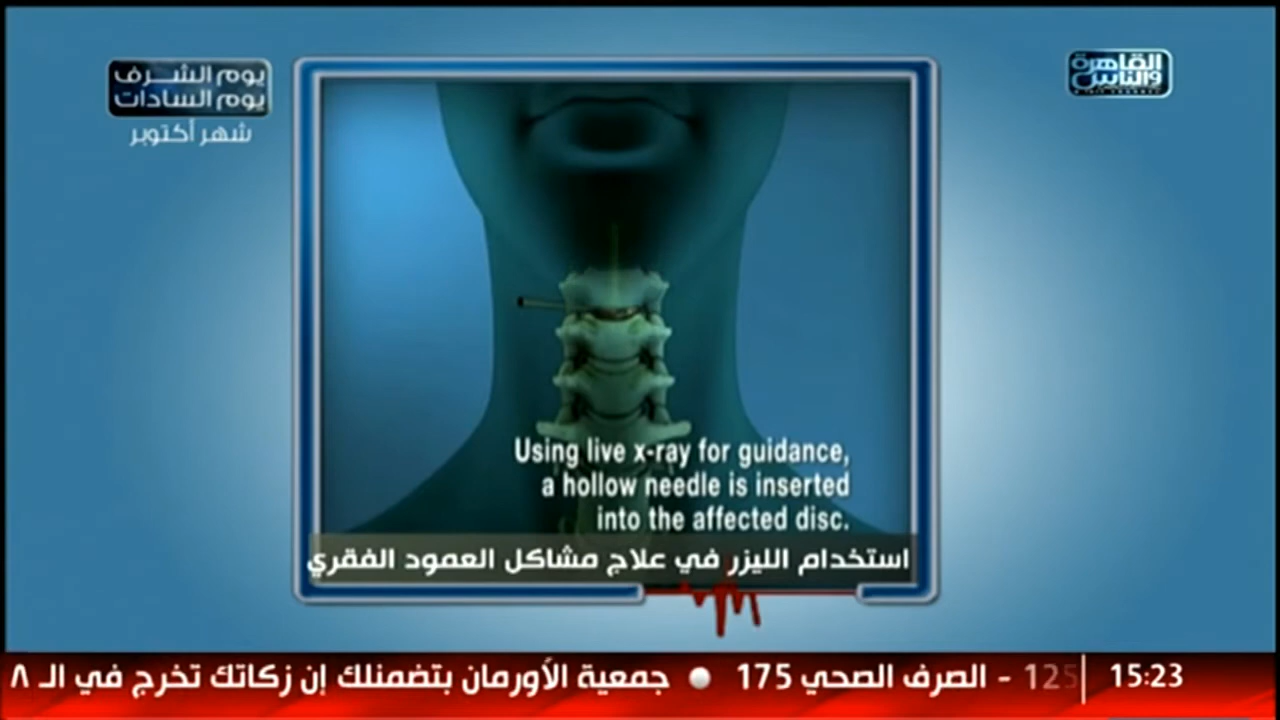 يوم الشرف
يوم السادات
شهر أكتوبر
القاهرة
والناس
Using live x-ray for guidance,
a hollow needle is inserted
into the affected disc.
استخدام الليزر في علاج مشاكل العمود الفقري
15:23
125 - الصرف الصحي 175 ● جمعية الأورمان بتضمنلك إن زكاتك تخرج في الـ ٨